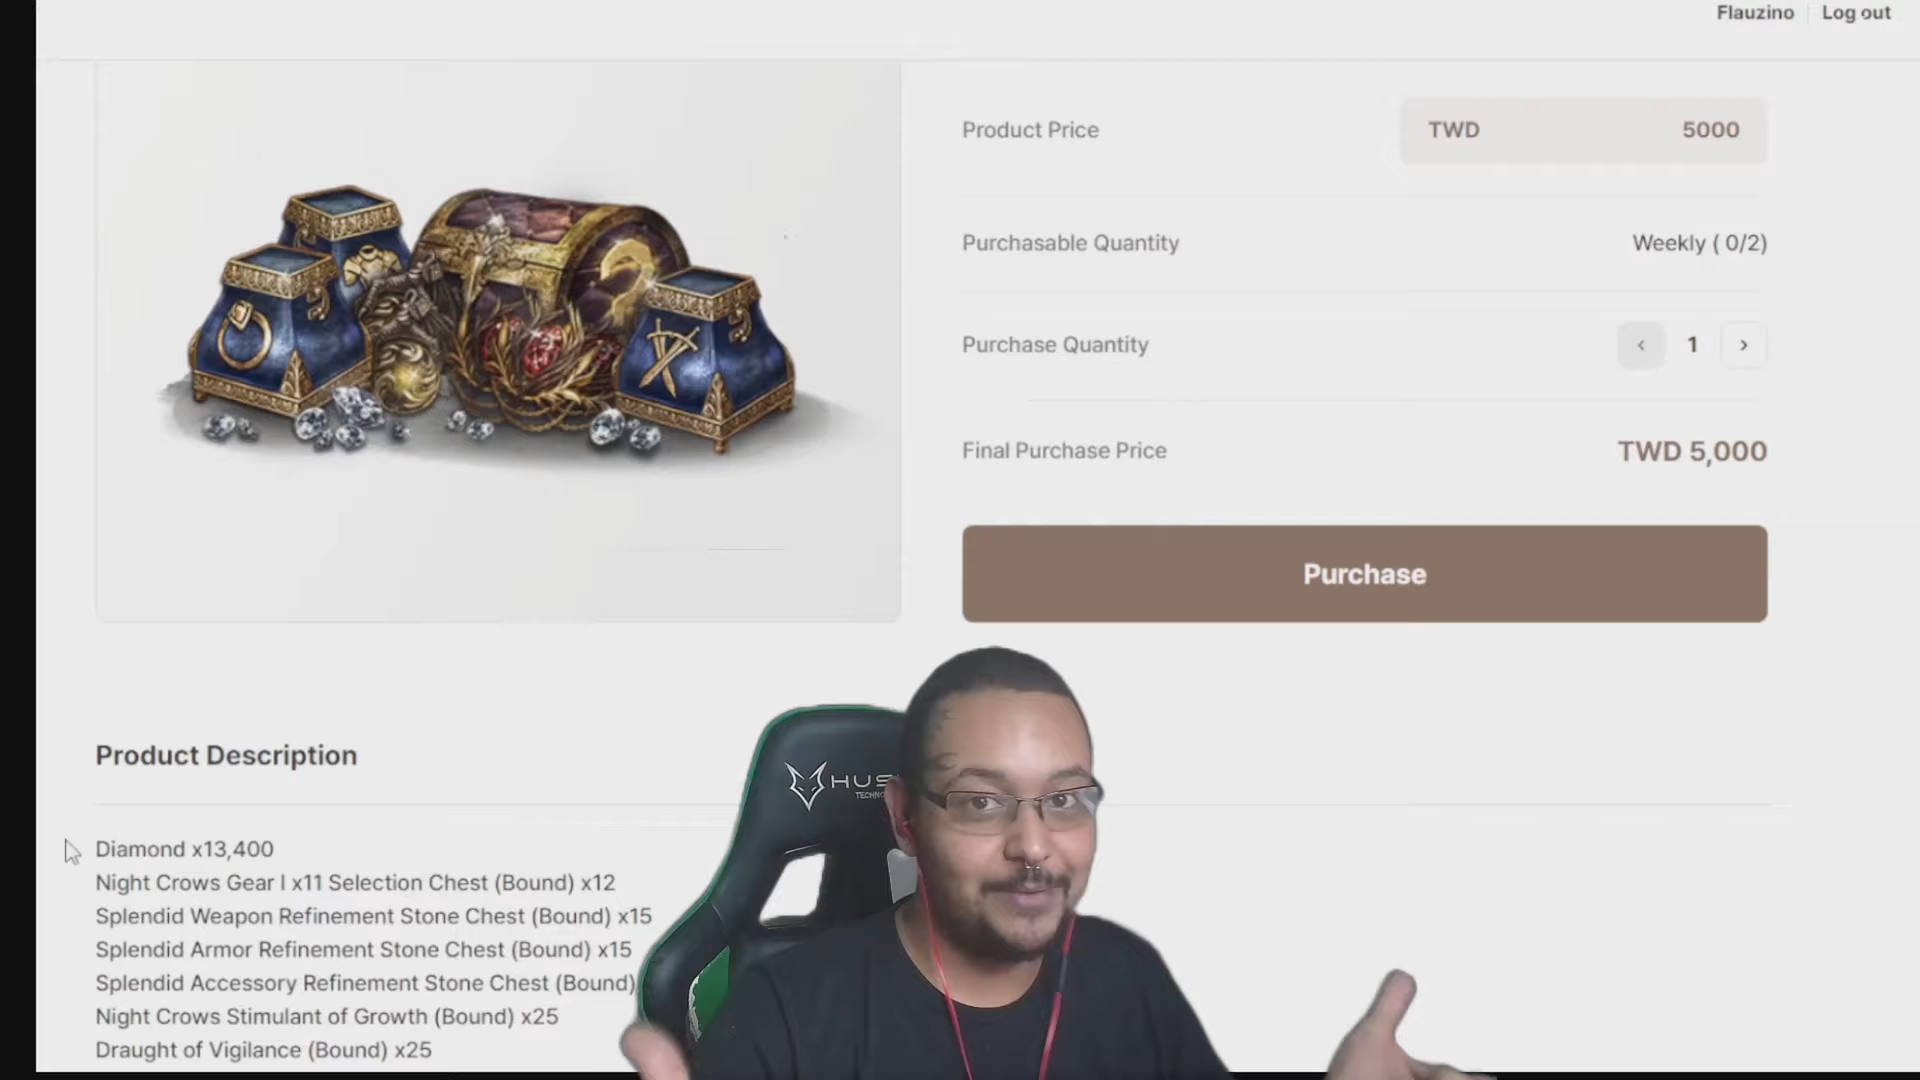 Flauzino
Log out
Product Price
TWD
5000
Purchasable Quantity
Weekly ( 0/2)
Purchase Quantity
‹ 1 ›
Final Purchase Price
TWD 5,000
Purchase
Product Description
Diamond x13,400
Night Crows Gear I x11 Selection Chest (Bound) x12
Splendid Weapon Refinement Stone Chest (Bound) x15
Splendid Armor Refinement Stone Chest (Bound) x15
Splendid Accessory Refinement Stone Chest (Bound)
Night Crows Stimulant of Growth (Bound) x25
Draught of Vigilance (Bound) x25